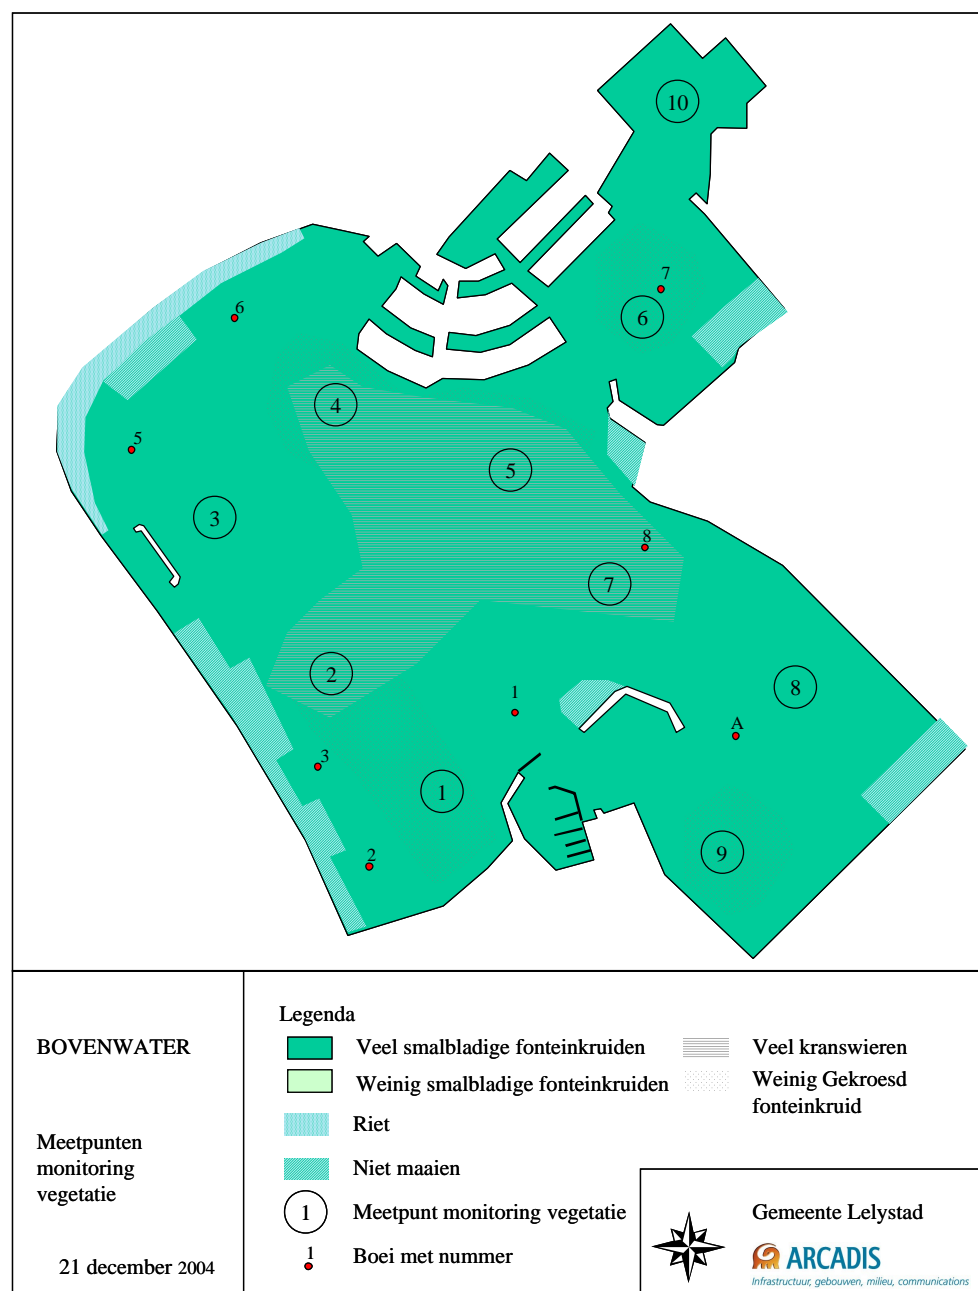 10
7
6
6
4
5
5
3
8
7
2
8
1
A
3
1
9
2
BOVENWATER
Meetpunten
monitoring
vegetatie
21 december 2004
Legenda
Veel smalbladige fonteinkruiden
Weinig smalbladige fonteinkruiden
Riet
Niet maaien
1
Meetpunt monitoring vegetatie
1
Boei met nummer
Veel kranswieren
Weinig Gekroesd
fonteinkruid
Gemeente Lelystad
ARCADIS
Infrastructuur, gebouwen, milieu, communications